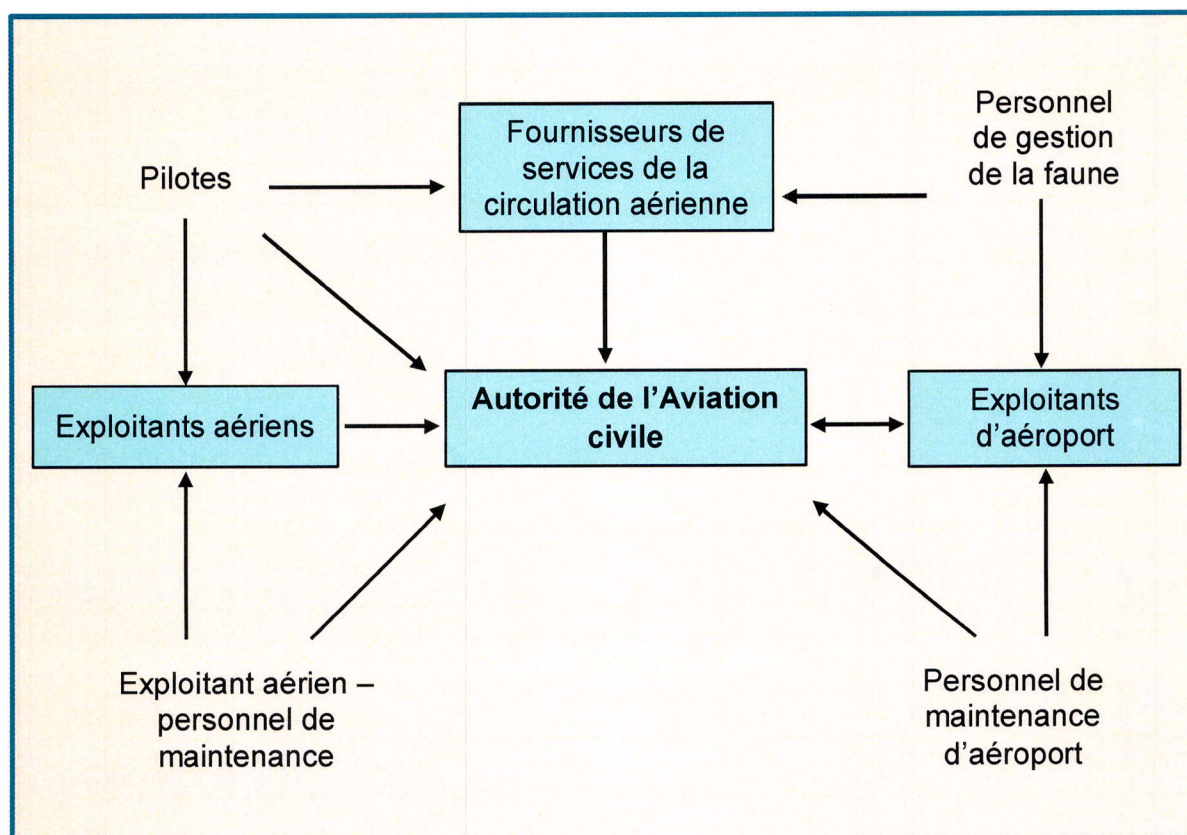 Pilotes
Fournisseurs de
services de la
circulation aérienne
Personnel
de gestion
de la faune
Exploitants aériens
Autorité de l’Aviation
civile
Exploitants
d’aéroport
Exploitant aérien –
personnel de
maintenance
Personnel de
maintenance
d’aéroport